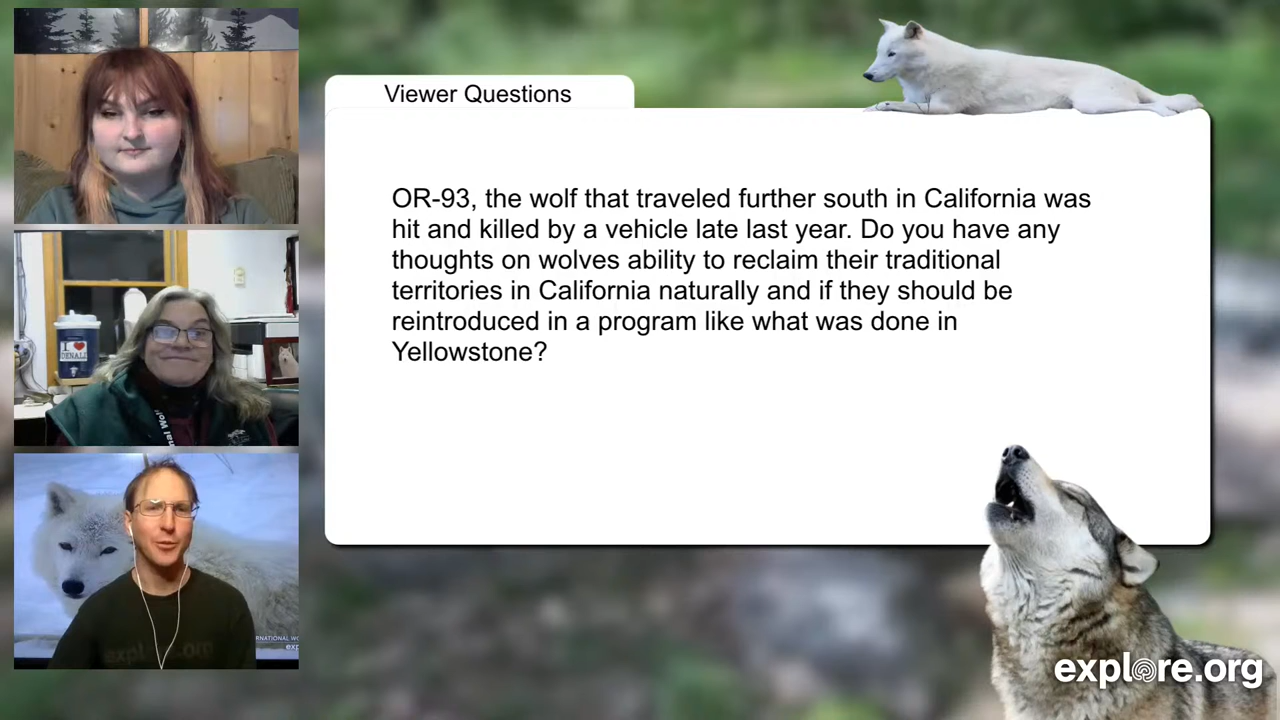 Viewer Questions
OR-93, the wolf that traveled further south in California was
hit and killed by a vehicle late last year. Do you have any
thoughts on wolves ability to reclaim their traditional
territories in California naturally and if they should be
reintroduced in a program like what was done in
Yellowstone?
I ❤ DENALI
explore.org